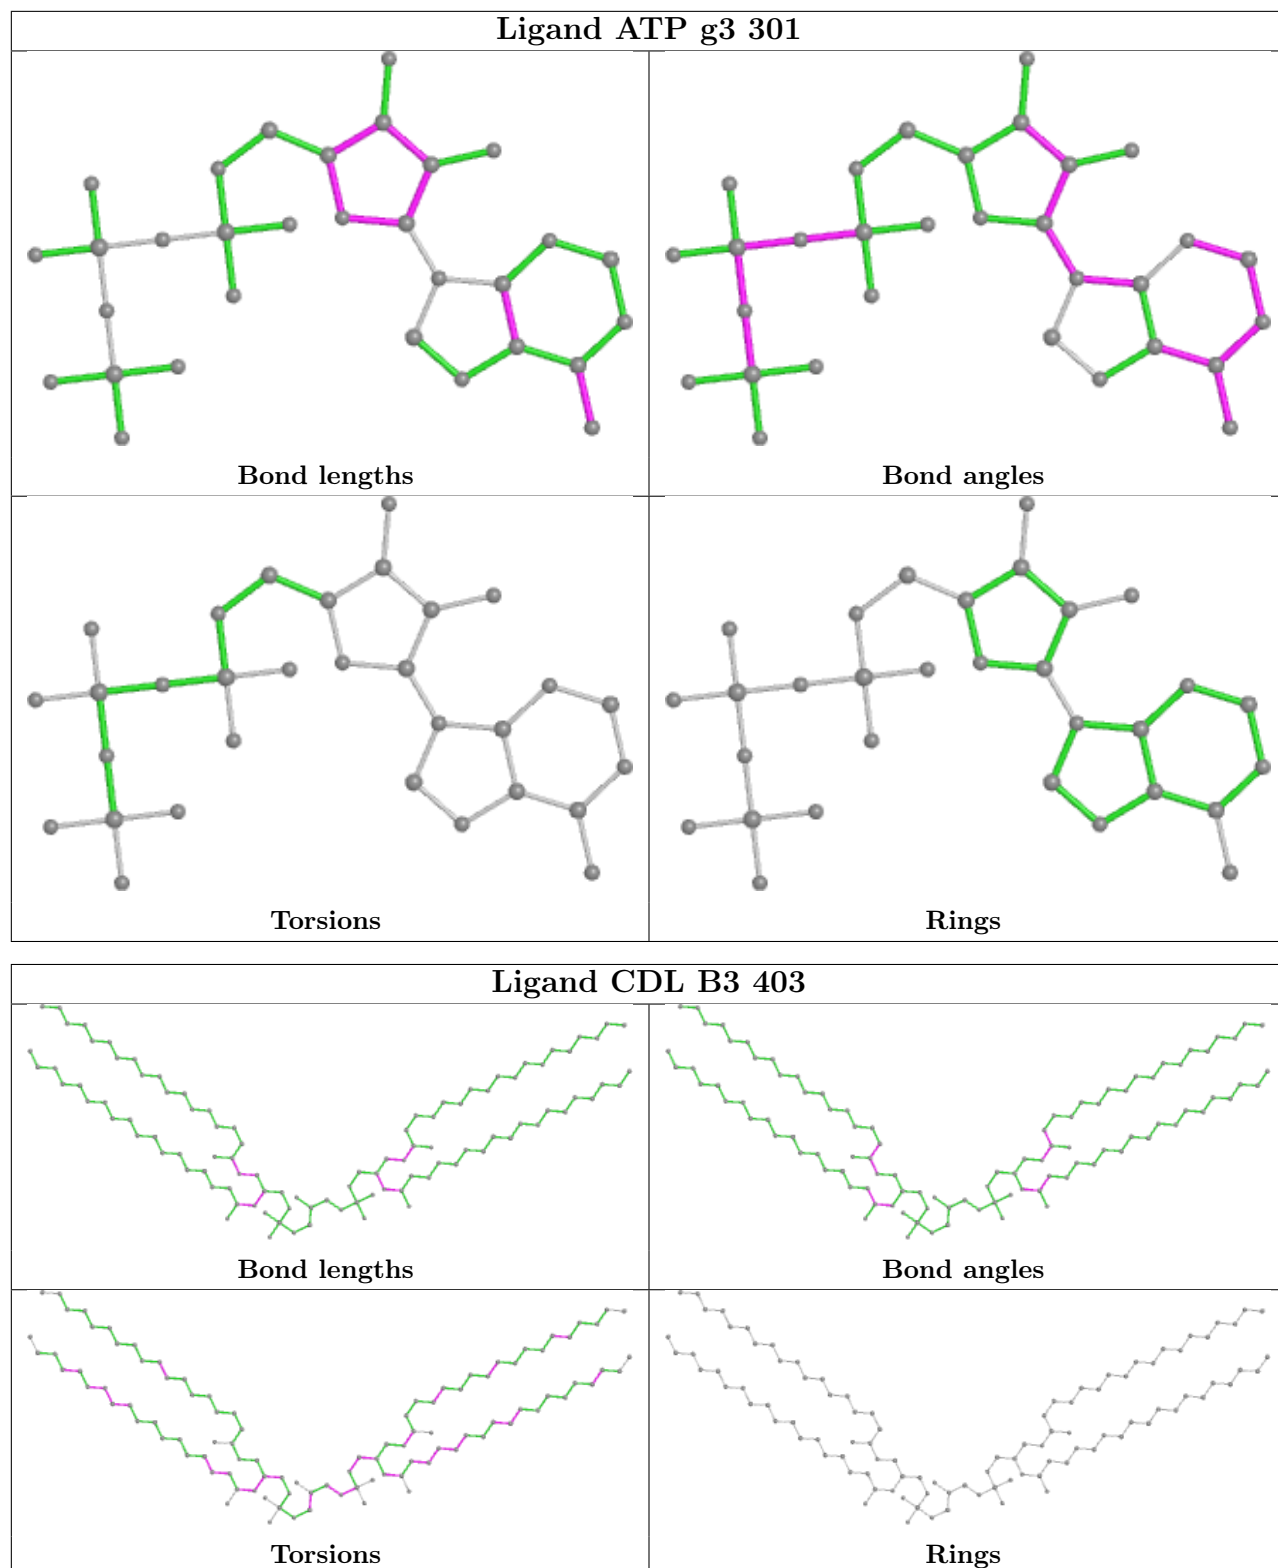 Ligand ATP g3 301
Bond lengths
Bond angles
Torsions
Rings
Ligand CDL B3 403
Bond lengths
Bond angles
Torsions
Rings